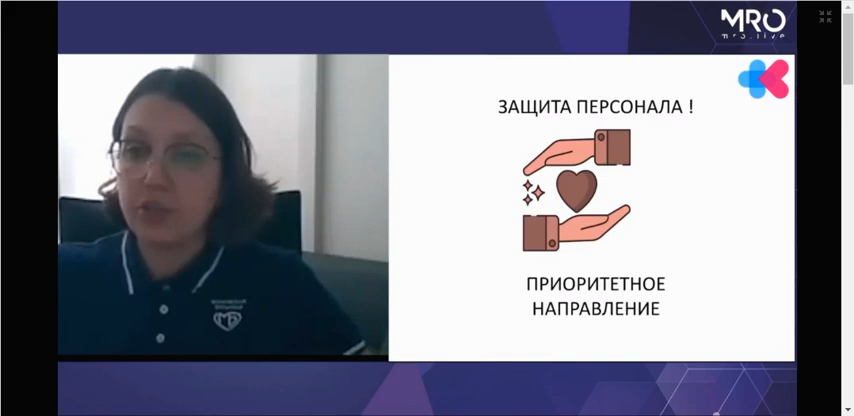 MRO
mro.live
ЗАЩИТА ПЕРСОНАЛА !
ПРИОРИТЕТНОЕ
НАПРАВЛЕНИЕ